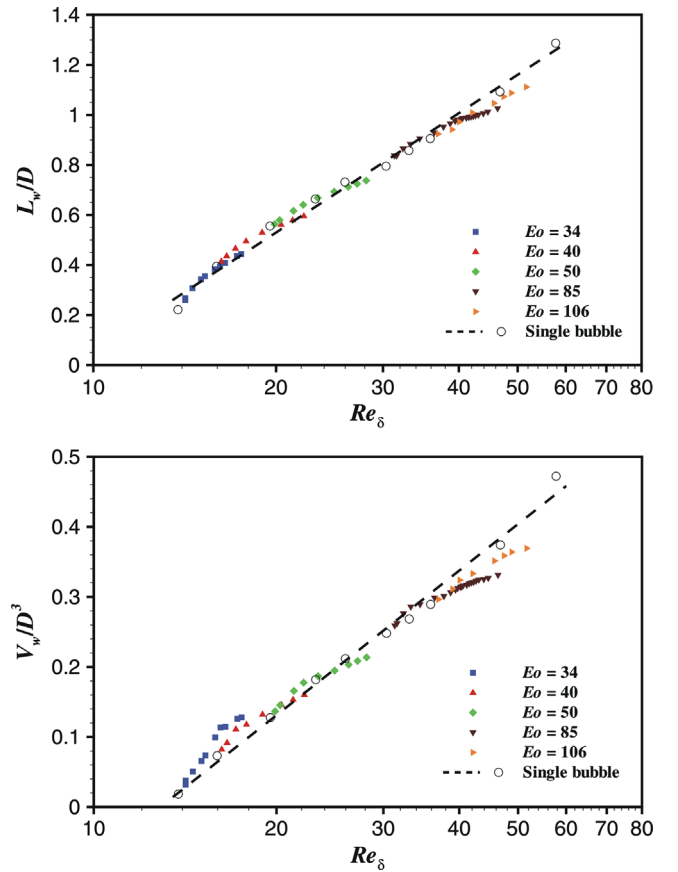 1.4
1.2
1
0.8
0.6
0.4
0.2
0
L_w/D
Eo = 34
Eo = 40
Eo = 50
Eo = 85
Eo = 106
Single bubble
10 20 30 40 50 60 70 80
Re_δ
0.5
0.4
0.3
0.2
0.1
0
V_w/D^3
Eo = 34
Eo = 40
Eo = 50
Eo = 85
Eo = 106
Single bubble
10 20 30 40 50 60 70 80
Re_δ